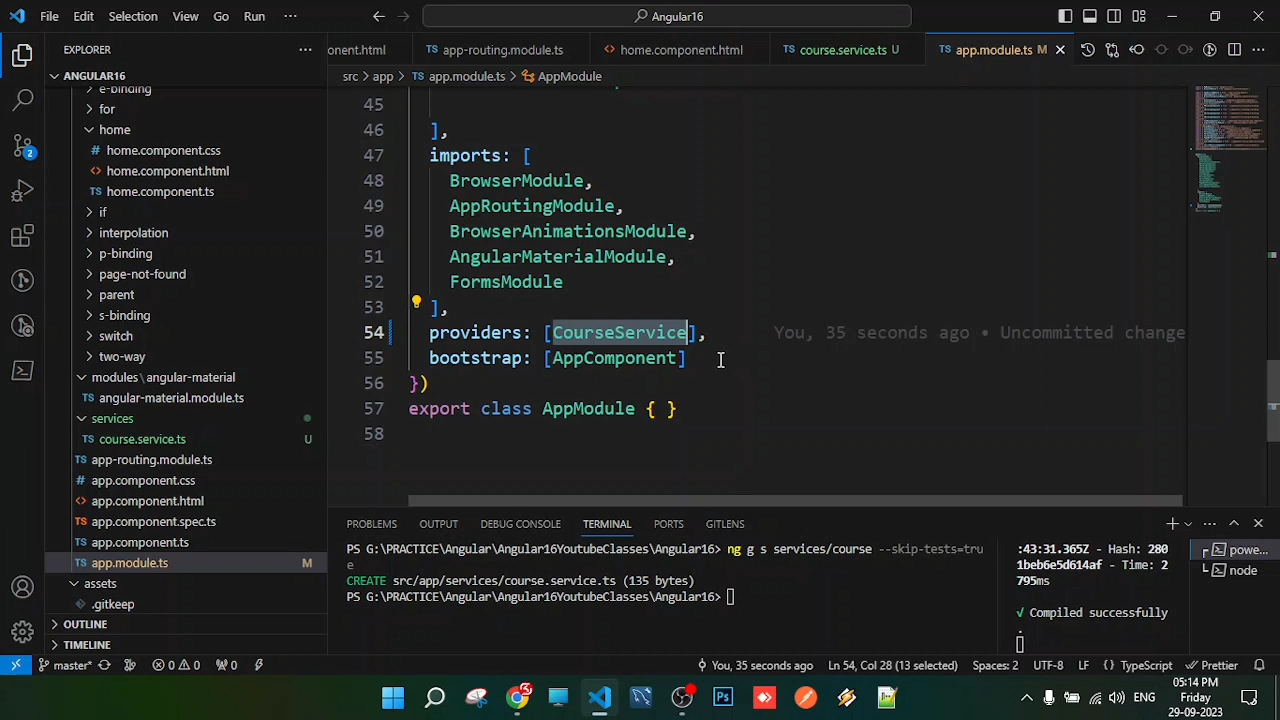 File Edit Selection View Go Run ··· Angular16
EXPLORER
onent.html app-routing.module.ts home.component.html course.service.ts U app.module.ts M
ANGULAR16
src > app > TS app.module.ts > AppModule
e-binding
for
home
home.component.css
home.component.html
TS home.component.ts
if
interpolation
p-binding
page-not-found
parent
s-binding
switch
two-way
modules\angular-material
TS angular-material.module.ts
services
TS course.service.ts U
TS app-routing.module.ts
app.component.css
app.component.html
TS app.component.spec.ts
TS app.component.ts
TS app.module.ts M
assets
.gitkeep
OUTLINE
TIMELINE
45
46 ],
47 imports: [
48 BrowserModule,
49 AppRoutingModule,
50 BrowserAnimationsModule,
51 AngularMaterialModule,
52 FormsModule
53 ],
54 providers: [CourseService], You, 35 seconds ago • Uncommitted change
55 bootstrap: [AppComponent]
56 })
57 export class AppModule { }
58
PROBLEMS OUTPUT DEBUG CONSOLE TERMINAL PORTS GITLENS
PS G:\PRACTICE\Angular\Angular16YoutubeClasses\Angular16> ng g s services/course --skip-tests=tru
e
CREATE src/app/services/course.service.ts (135 bytes)
PS G:\PRACTICE\Angular\Angular16YoutubeClasses\Angular16>
:43:31.365Z - Hash: 280
1beb6e5d614af - Time: 2
795ms
√ Compiled successfully
.
powe...
node
master* 0 0 0 You, 35 seconds ago Ln 54, Col 28 (13 selected) Spaces: 2 UTF-8 LF {} TypeScript Prettier
2
Ps
ENG
05:14 PM
Friday
29-09-2023